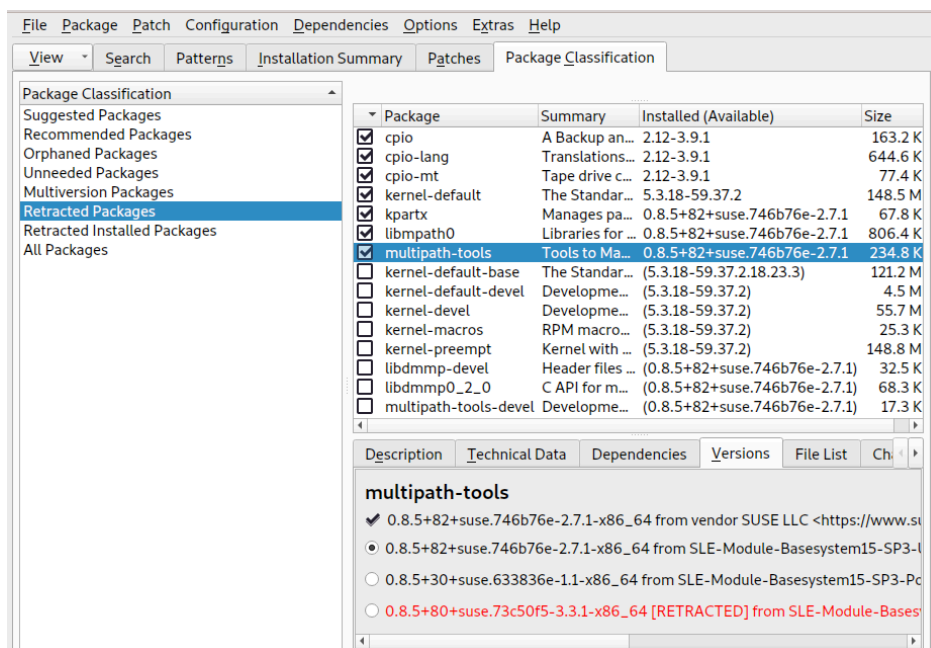 File Package Patch Configuration Dependencies Options Extras Help
View Search Patterns Installation Summary Patches Package Classification
Package Classification
Suggested Packages
Recommended Packages
Orphaned Packages
Unneeded Packages
Multiversion Packages
Retracted Packages
Retracted Installed Packages
All Packages
Package Summary Installed (Available) Size
cpio A Backup an... 2.12-3.9.1 163.2 K
cpio-lang Translations... 2.12-3.9.1 644.6 K
cpio-mt Tape drive c... 2.12-3.9.1 77.4 K
kernel-default The Standar... 5.3.18-59.37.2 148.5 M
kpartx Manages pa... 0.8.5+82+suse.746b76e-2.7.1 67.8 K
libmpath0 Libraries for ... 0.8.5+82+suse.746b76e-2.7.1 806.4 K
multipath-tools Tools to Ma... 0.8.5+82+suse.746b76e-2.7.1 234.8 K
kernel-default-base The Standar... (5.3.18-59.37.2.18.23.3) 121.2 M
kernel-default-devel Developme... (5.3.18-59.37.2) 4.5 M
kernel-devel Developme... (5.3.18-59.37.2) 55.7 M
kernel-macros RPM macro... (5.3.18-59.37.2) 25.3 K
kernel-preempt Kernel with ... (5.3.18-59.37.2) 148.8 M
libdmmp-devel Header files ... (0.8.5+82+suse.746b76e-2.7.1) 32.5 K
libdmmp0_2_0 C API for m... (0.8.5+82+suse.746b76e-2.7.1) 68.3 K
multipath-tools-devel Developme... (0.8.5+82+suse.746b76e-2.7.1) 17.3 K
Description Technical Data Dependencies Versions File List
multipath-tools
0.8.5+82+suse.746b76e-2.7.1-x86_64 from vendor SUSE LLC <https://www.su
0.8.5+82+suse.746b76e-2.7.1-x86_64 from SLE-Module-Basesystem15-SP3-
0.8.5+30+suse.633836e-1.1-x86_64 from SLE-Module-Basesystem15-SP3-Po
0.8.5+80+suse.73c50f5-3.3.1-x86_64 [RETRACTED] from SLE-Module-Bases